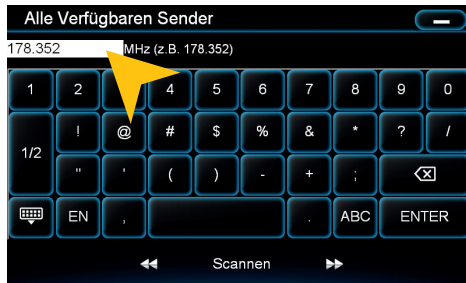 Alle Verfügbaren Sender
178.352 MHz (z.B. 178.352)
1 2 4 5 6 7 8 9 0
1/2 ! @ # $ % & * ? /
" ' ( ) - + ;
EN , . ABC ENTER
Scannen